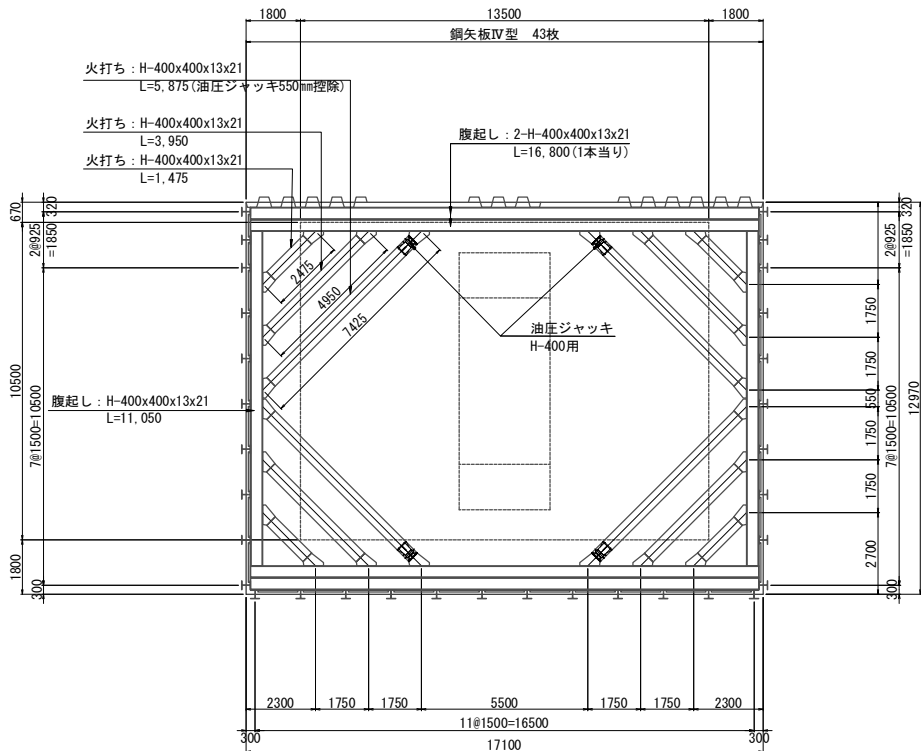 1800
13500
1800
鋼矢板Ⅳ型 43枚
火打ち：H-400x400x13x21
L=5,875(油圧ジャッキ550㎜控除)
火打ち：H-400x400x13x21
L=3,950
火打ち：H-400x400x13x21
L=1,475
腹起し：2-H-400x400x13x21
L=16,800(1本当り)
670
320
2@925
=1850
10500
7@1500=10500
1800
300
2475
4950
7425
油圧ジャッキ
H-400用
腹起し：H-400x400x13x21
L=11,050
320
2@925
=1850
1750
1750
550
1750
1750
2700
7@1500=10500
300
12970
2300
1750
1750
5500
1750
1750
2300
300
11@1500=16500
300
17100